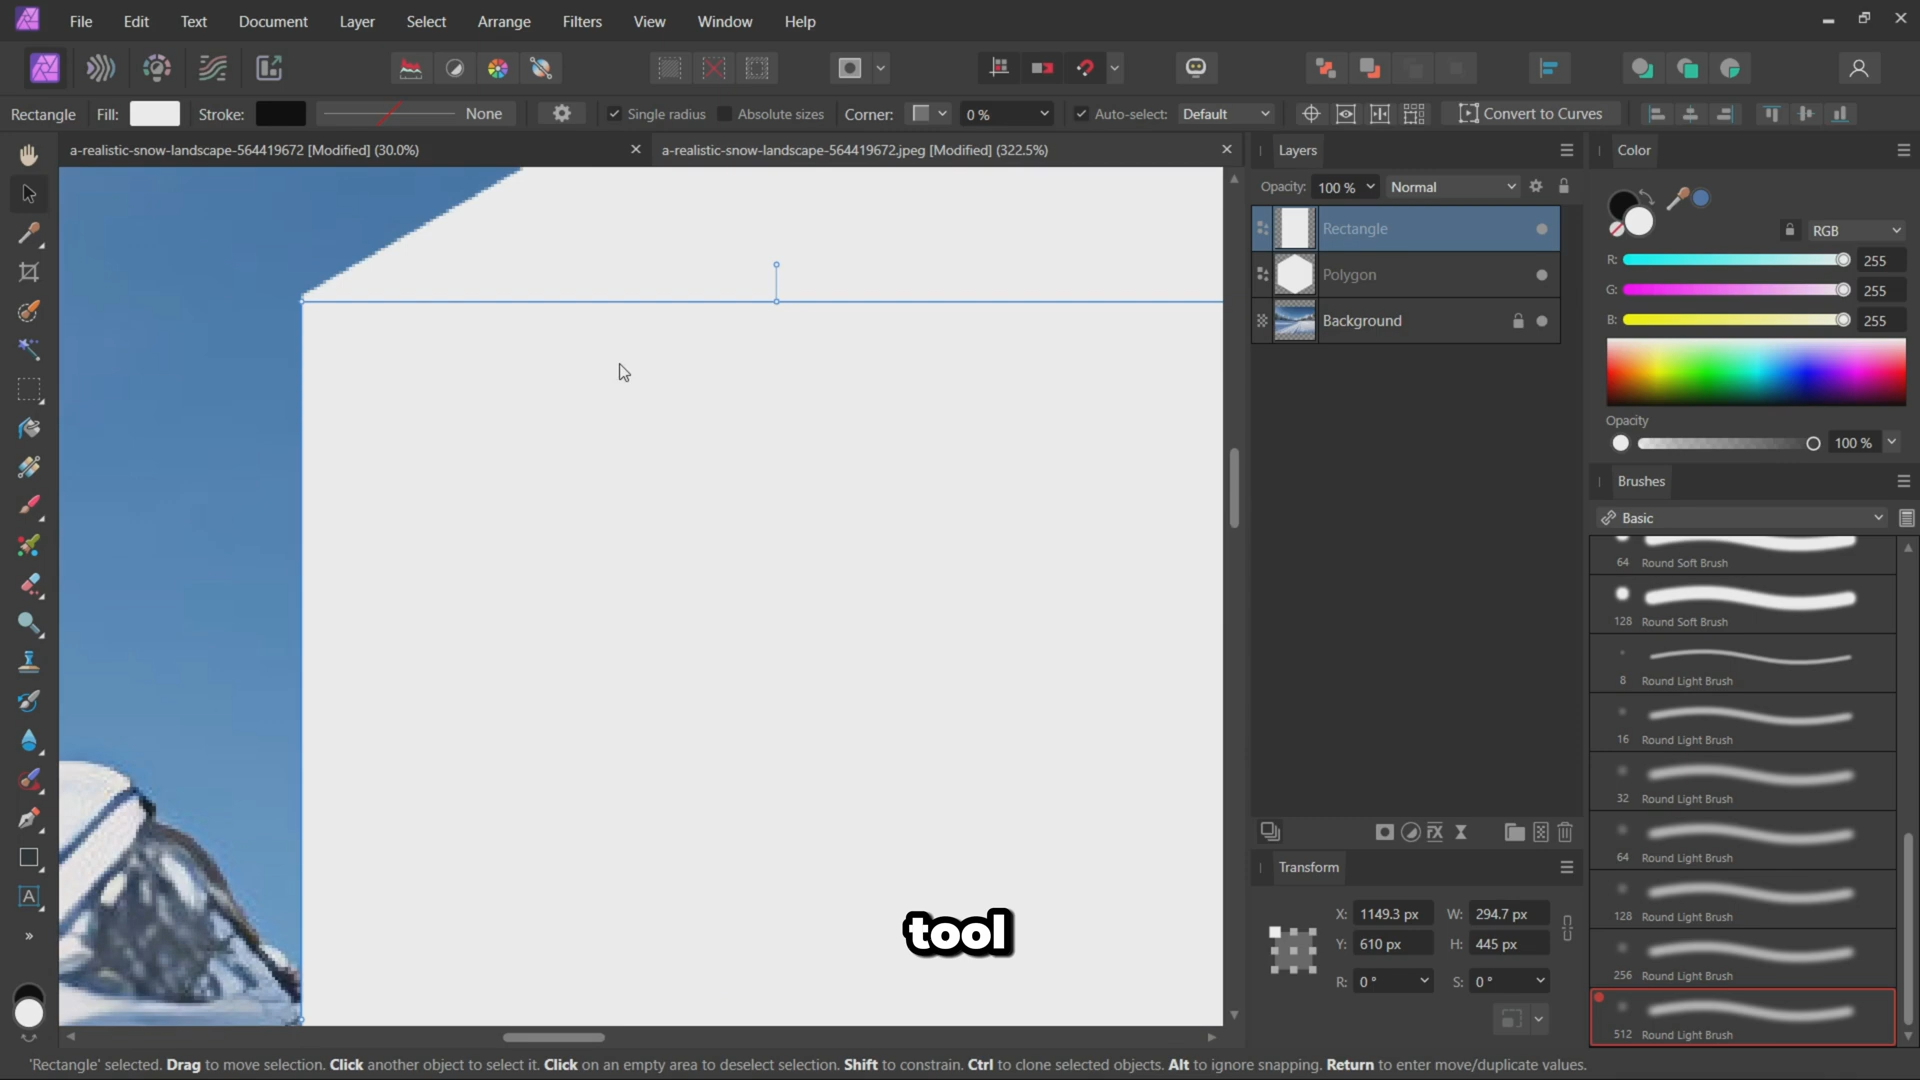 File Edit Text Document Layer Select Arrange Filters View Window Help
Rectangle Fill: Stroke: None Single radius Absolute sizes Corner: 0 % Auto-select: Default Convert to Curves
a-realistic-snow-landscape-564419672 [Modified] (30.0%)
a-realistic-snow-landscape-564419672.jpeg [Modified] (322.5%)
Layers
Opacity: 100 % Normal
Rectangle
Polygon
Background
Color
RGB
R: 255
G: 255
B: 255
Opacity
100 %
Brushes
Basic
64 Round Soft Brush
128 Round Soft Brush
8 Round Light Brush
16 Round Light Brush
32 Round Light Brush
64 Round Light Brush
128 Round Light Brush
256 Round Light Brush
512 Round Light Brush
Transform
X: 1149.3 px W: 294.7 px
Y: 610 px H: 445 px
R: 0 ° S: 0 °
tool
A
'Rectangle' selected. Drag to move selection. Click another object to select it. Click on an empty area to deselect selection. Shift to constrain. Ctrl to clone selected objects. Alt to ignore snapping. Return to enter move/duplicate values.